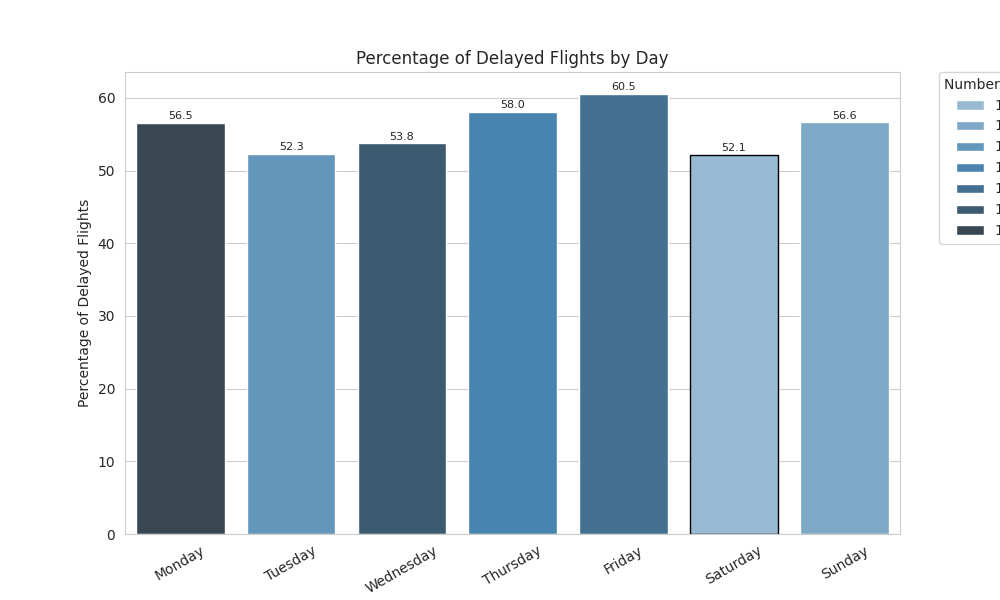 Percentage of Delayed Flights by Day
Percentage of Delayed Flights
60
50
40
30
20
10
0
56.5
52.3
53.8
58.0
60.5
52.1
56.6
Monday
Tuesday
Wednesday
Thursday
Friday
Saturday
Sunday
Number
1
1
1
1
1
1
1